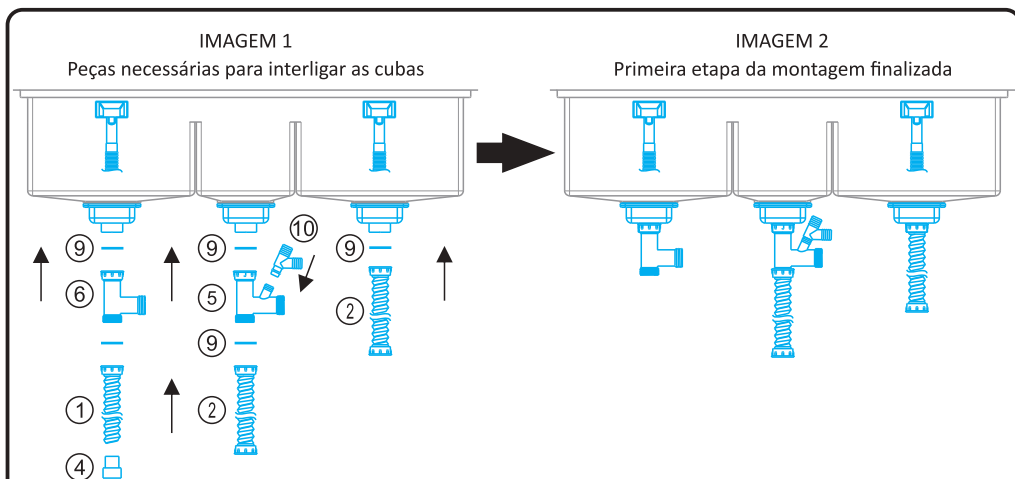 IMAGEM 1
Peças necessárias para interligar as cubas
IMAGEM 2
Primeira etapa da montagem finalizada
9 9 10 9
6 5 2
9
1 2
4